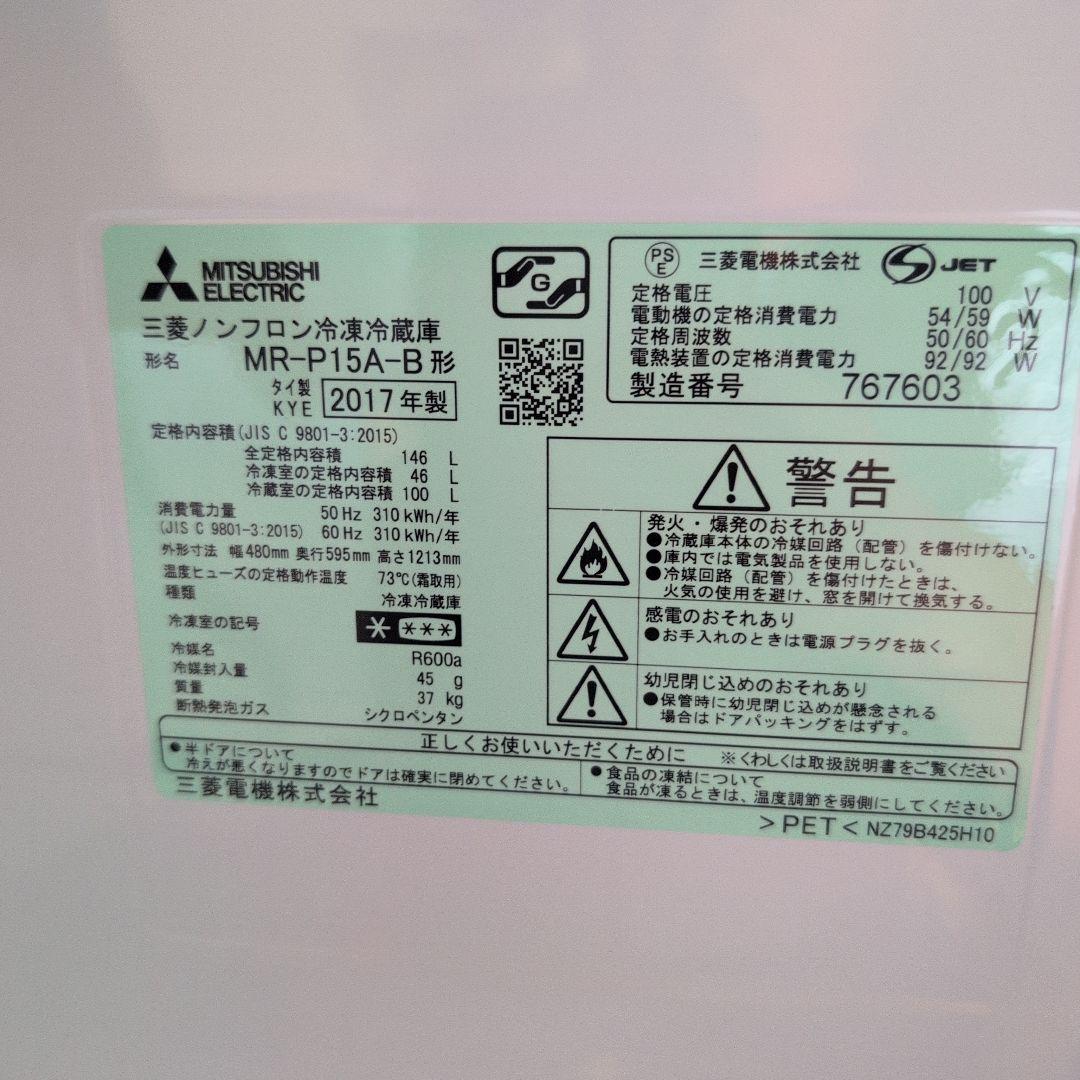 MITSUBISHI
ELECTRIC
三菱ノンフロン冷凍冷蔵庫
形名 MR-P15A-B 形
タイ製
KYE 2017年製
定格内容積(JIS C 9801-3:2015)
全定格内容積 146 L
冷凍室の定格内容積 46 L
冷蔵室の定格内容積 100 L
消費電力量 50 Hz 310 kWh/年
(JIS C 9801-3:2015) 60 Hz 310 kWh/年
外形寸法 幅480mm 奥行595mm 高さ1213mm
温度ヒューズの定格動作温度 73℃(霜取用)
種類 冷凍冷蔵庫
冷凍室の記号 * ***
冷媒名 R600a
冷媒封入量 45 g
質量 37 kg
断熱発泡ガス シクロペンタン
G
PS
E 三菱電機株式会社 JET
定格電圧 100 V
電動機の定格消費電力 54/59 W
定格周波数 50/60 Hz
電熱装置の定格消費電力 92/92 W
製造番号 767603
警告
発火・爆発のおそれあり
●冷蔵庫本体の冷媒回路(配管)を傷付けない。
●庫内では電気製品を使用しない。
●冷媒回路(配管)を傷付けたときは、
火気の使用を避け、窓を開けて換気する。
感電のおそれあり
●お手入れのときは電源プラグを抜く。
幼児閉じ込めのおそれあり
●保管時に幼児閉じ込めが懸念される
場合はドアパッキングをはずす。
正しくお使いいただくために ※くわしくは取扱説明書をご覧ください
●半ドアについて
冷えが悪くなりますのでドアは確実に閉めてください。
●食品の凍結について
食品が凍るときは、温度調節を弱側にしてください。
三菱電機株式会社
>PET< NZ79B425H10